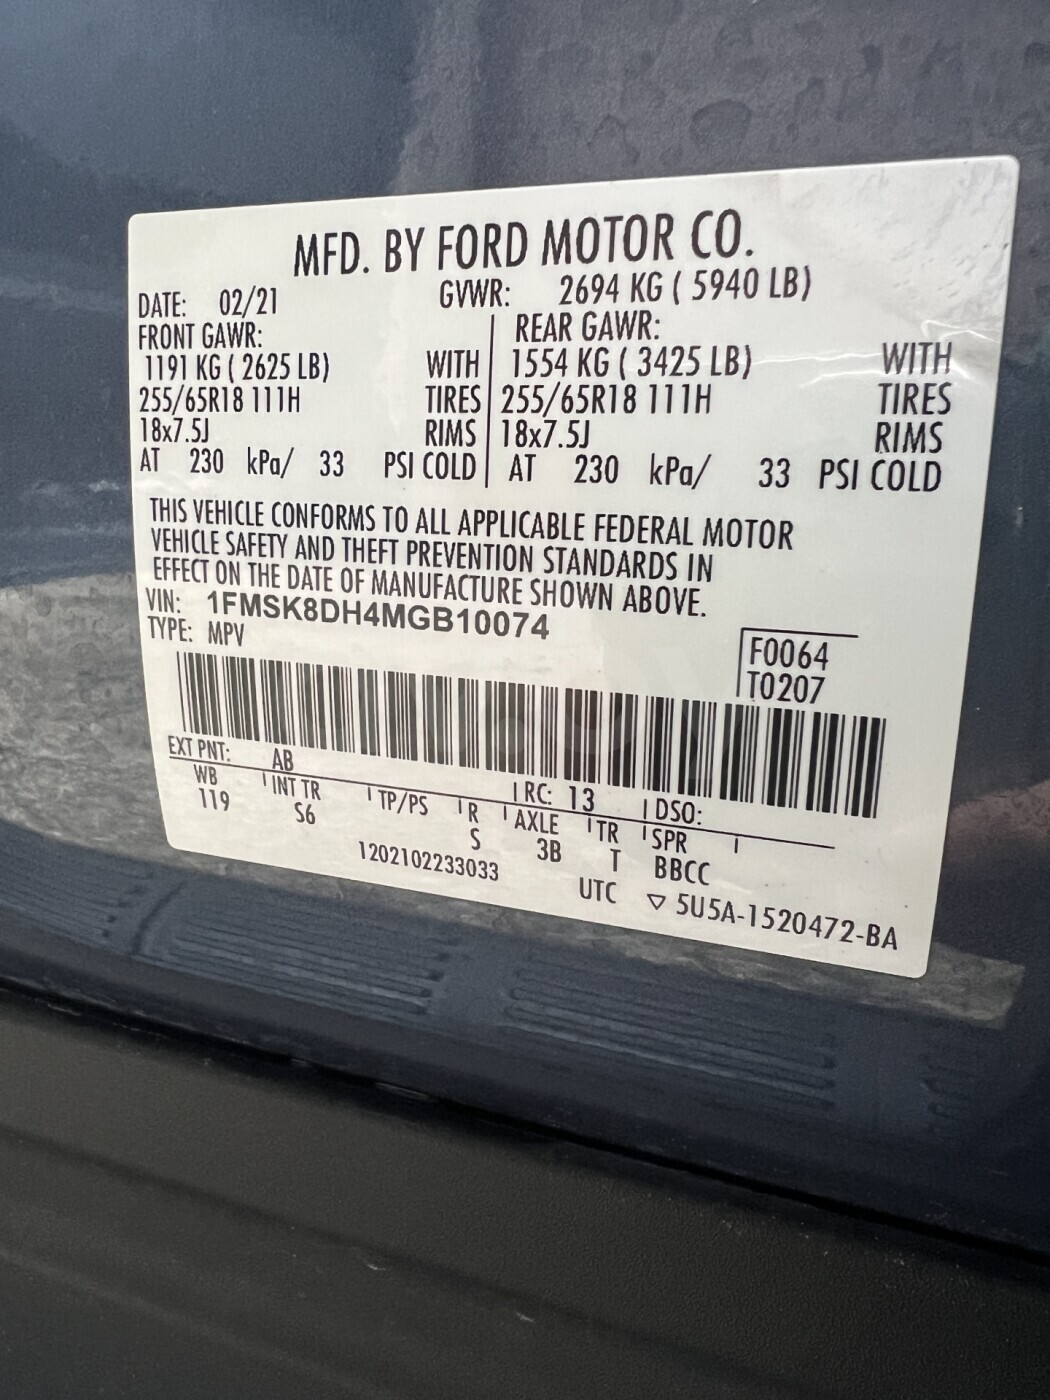 MFD. BY FORD MOTOR CO.
DATE: 02/21 GVWR: 2694 KG ( 5940 LB)
FRONT GAWR: REAR GAWR:
1191 KG ( 2625 LB) WITH 1554 KG ( 3425 LB) WITH
255/65R18 111H TIRES 255/65R18 111H TIRES
18x7.5J RIMS 18x7.5J RIMS
AT 230 kPa/ 33 PSI COLD AT 230 kPa/ 33 PSI COLD
THIS VEHICLE CONFORMS TO ALL APPLICABLE FEDERAL MOTOR
VEHICLE SAFETY AND THEFT PREVENTION STANDARDS IN
EFFECT ON THE DATE OF MANUFACTURE SHOWN ABOVE.
VIN: 1FMSK8DH4MGB10074
TYPE: MPV
F0064
T0207
EXT PNT: AB RC: 13 DSO:
WB INT TR TP/PS R AXLE TR SPR
119 S6 S 3B T BBCC
1202102233033 UTC ▽ 5U5A-1520472-BA